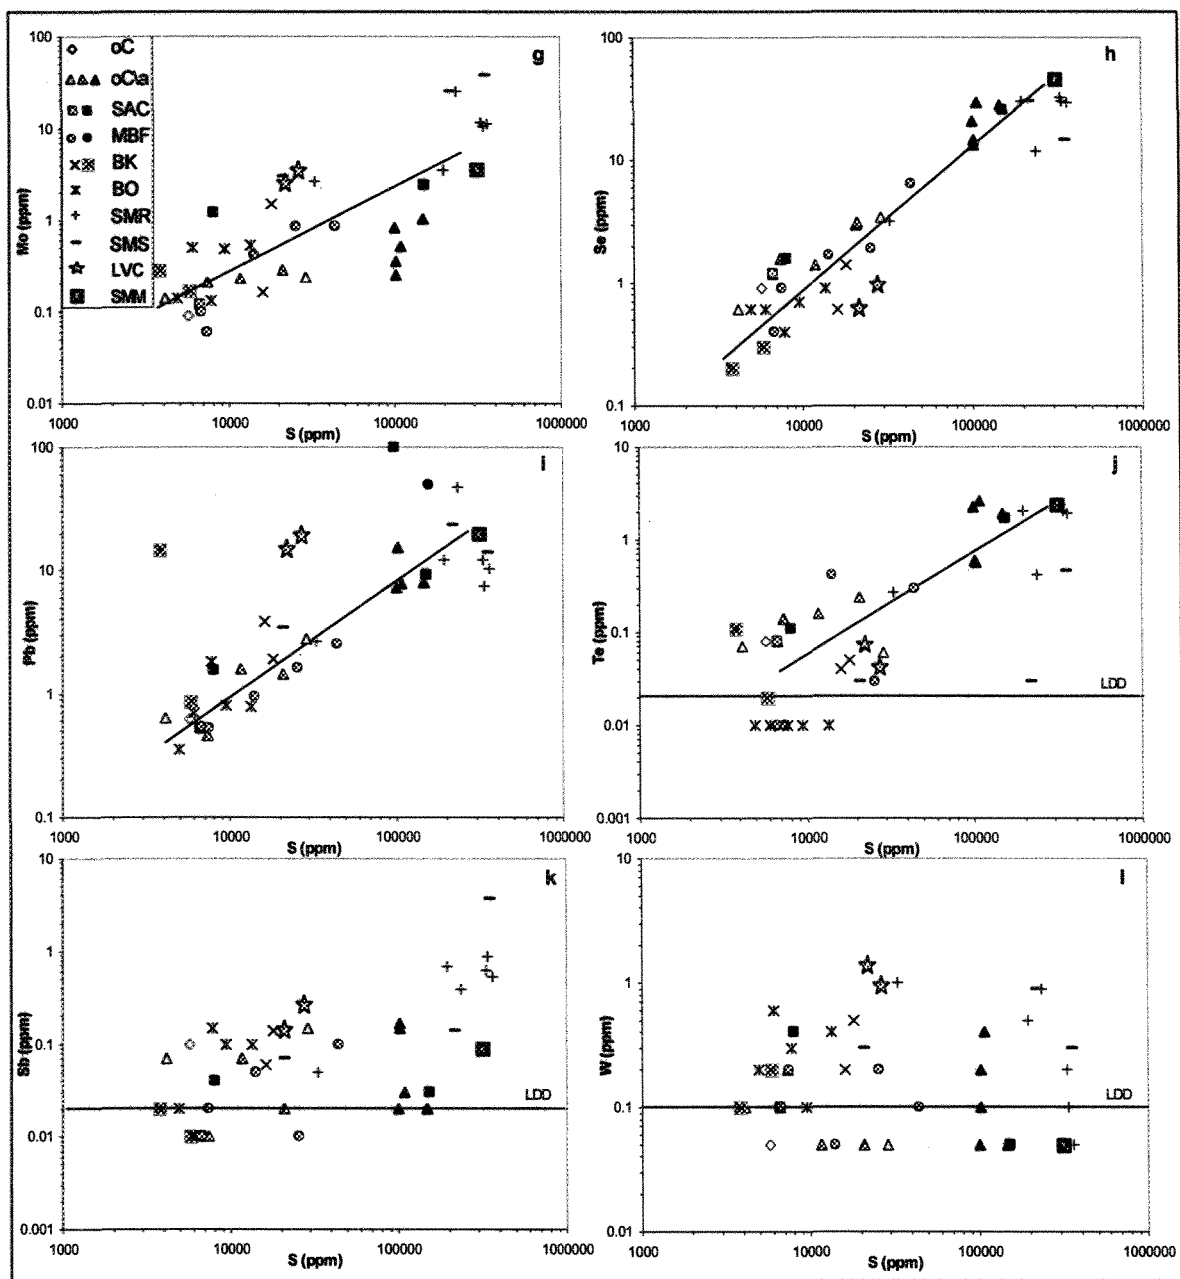 g
100
10
1
0.1
0.01
Mo (ppm)
oC
oC\a
SAC
MBF
BK
BO
SMR
SMS
LVC
SMM
1000 10000 100000 1000000
S (ppm)
h
100
10
1
0.1
Se (ppm)
1000 10000 100000 1000000
S (ppm)
i
100
10
1
0.1
Pb (ppm)
1000 10000 100000 1000000
S (ppm)
j
10
1
0.1
0.01
0.001
Te (ppm)
LDD
1000 10000 100000 1000000
S (ppm)
k
10
1
0.1
0.01
0.001
Sb (ppm)
LDD
1000 10000 100000 1000000
S (ppm)
l
10
1
0.1
0.01
W (ppm)
LDD
1000 10000 100000 1000000
S (ppm)